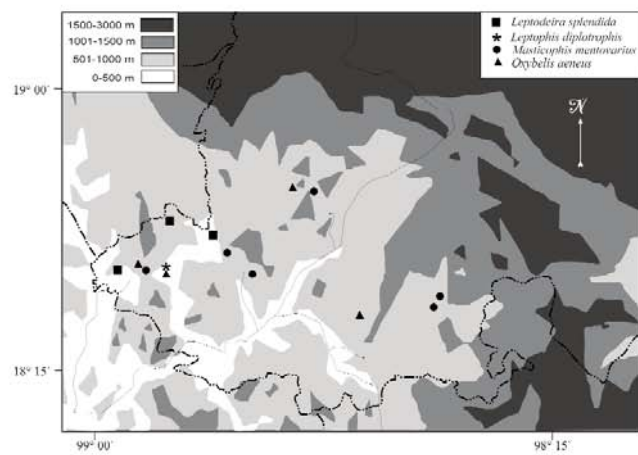 1500-3000 m
1001-1500 m
501-1000 m
0-500 m
Leptodeira splendida
Leptophis diplotrophis
Masticophis mentovarius
Oxybelis aeneus
19° 00'
N
18° 15'
99° 00'
98° 15'